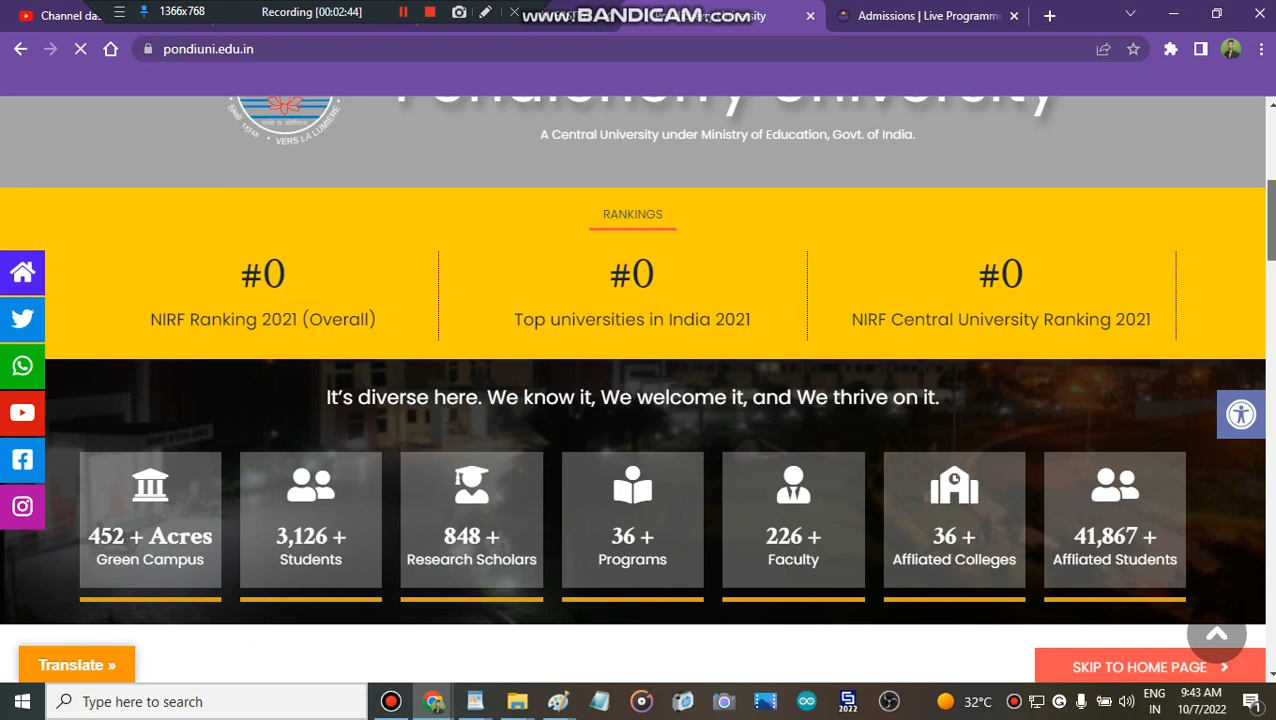 Channel da
1366x768
Recording [00:02:44]
www.BANDICAM.com
ersity
Admissions | Live Programme
pondiuni.edu.in
VERS LA LUMIERE
Pondicherry University
A Central University under Ministry of Education, Govt. of India.
RANKINGS
#0
#0
#0
NIRF Ranking 2021 (Overall)
Top universities in India 2021
NIRF Central University Ranking 2021
It's diverse here. We know it, We welcome it, and We thrive on it.
452 + Acres
3,126 +
848 +
36 +
226 +
36 +
41,867 +
Green Campus
Students
Research Scholars
Programs
Faculty
Affliated Colleges
Affliated Students
Translate »
SKIP TO HOME PAGE
Type here to search
2022
32°C
ENG
IN
9:43 AM
10/7/2022
1